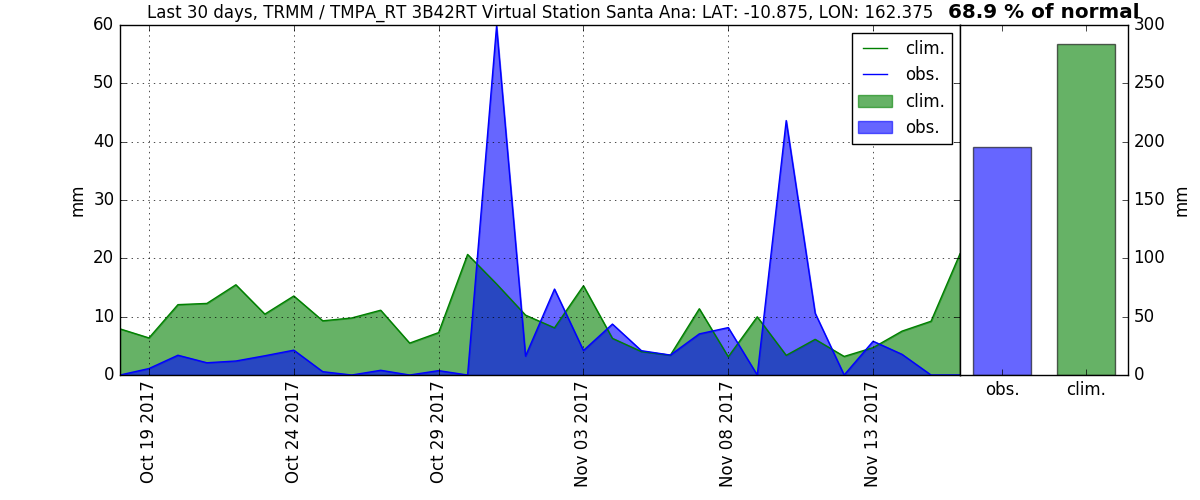 Last 30 days, TRMM / TMPA_RT 3B42RT Virtual Station Santa Ana: LAT: -10.875, LON: 162.375
68.9 % of normal
60
50
40
30
20
10
0
mm
clim.
obs.
clim.
obs.
Oct 19 2017
Oct 24 2017
Oct 29 2017
Nov 03 2017
Nov 08 2017
Nov 13 2017
300
250
200
150
100
50
0
mm
obs.
clim.